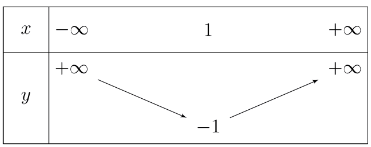 x −∞ 1 +∞
+∞ +∞
y
−1